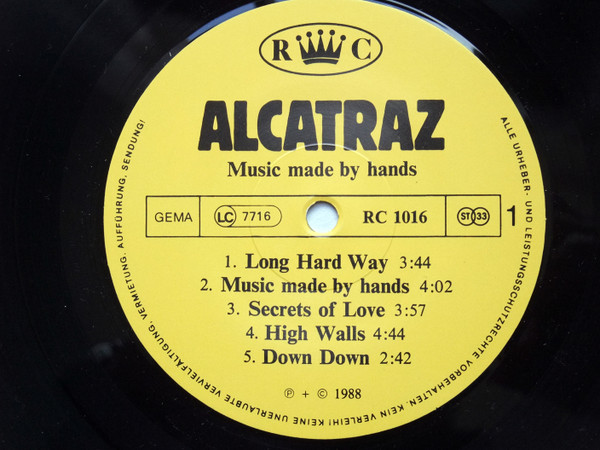 R C
ALCATRAZ
Music made by hands
GEMA LC 7716 RC 1016 ST 33 1
1. Long Hard Way 3:44
2. Music made by hands 4:02
3. Secrets of Love 3:57
4. High Walls 4:44
5. Down Down 2:42
℗ + © 1988
ALLE URHEBER- UND LEISTUNGSSCHUTZRECHTE VORBEHALTEN. KEIN VERLEIH! KEINE UNERLAUBTE VERVIELFÄLTIGUNG, VERMIETUNG, AUFFÜHRUNG, SENDUNG!